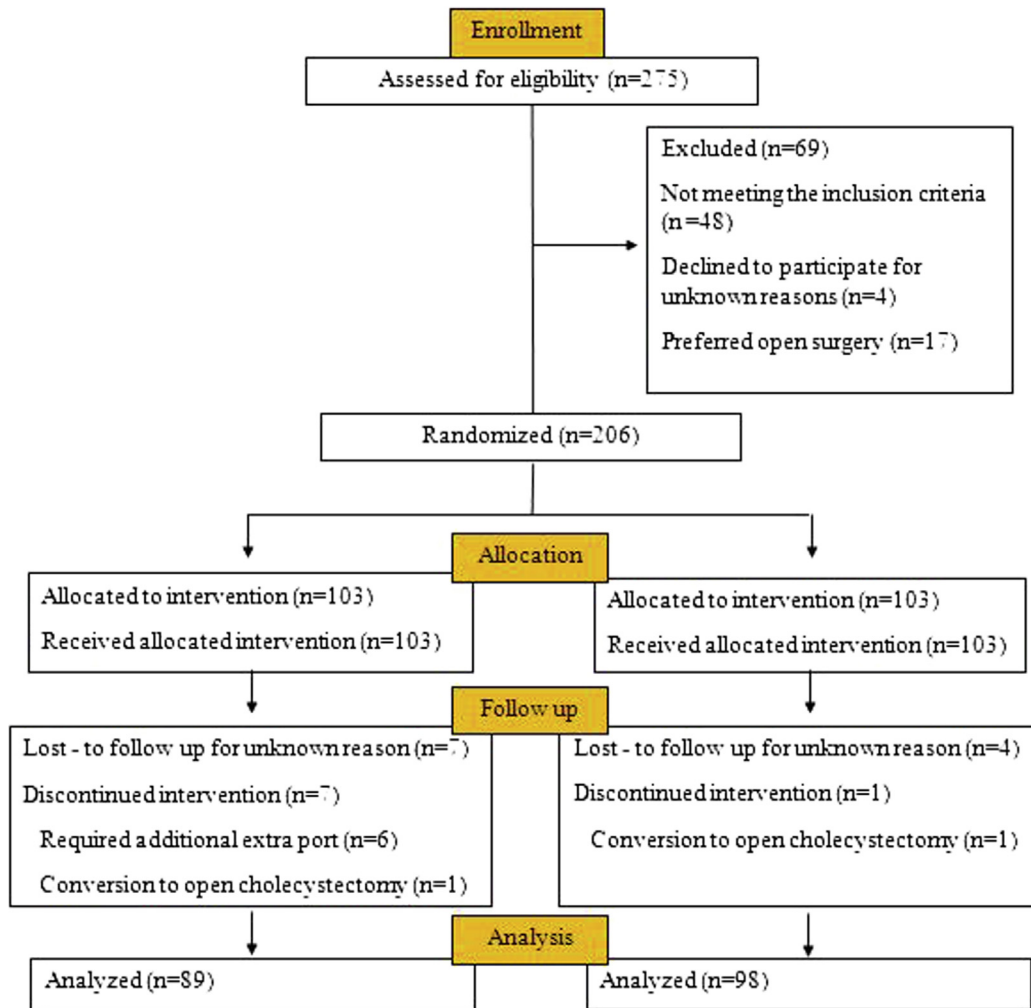 Enrollment
Assessed for eligibility (n=275)
Excluded (n=69)
Not meeting the inclusion criteria
(n=48)
Declined to participate for
unknown reasons (n=4)
Preferred open surgery (n=17)
Randomized (n=206)
Allocation
Allocated to intervention (n=103)
Received allocated intervention (n=103)
Allocated to intervention (n=103)
Received allocated intervention (n=103)
Follow up
Lost - to follow up for unknown reason (n=7)
Discontinued intervention (n=7)
Required additional extra port (n=6)
Conversion to open cholecystectomy (n=1)
Lost - to follow up for unknown reason (n=4)
Discontinued intervention (n=1)
Conversion to open cholecystectomy (n=1)
Analysis
Analyzed (n=89)
Analyzed (n=98)